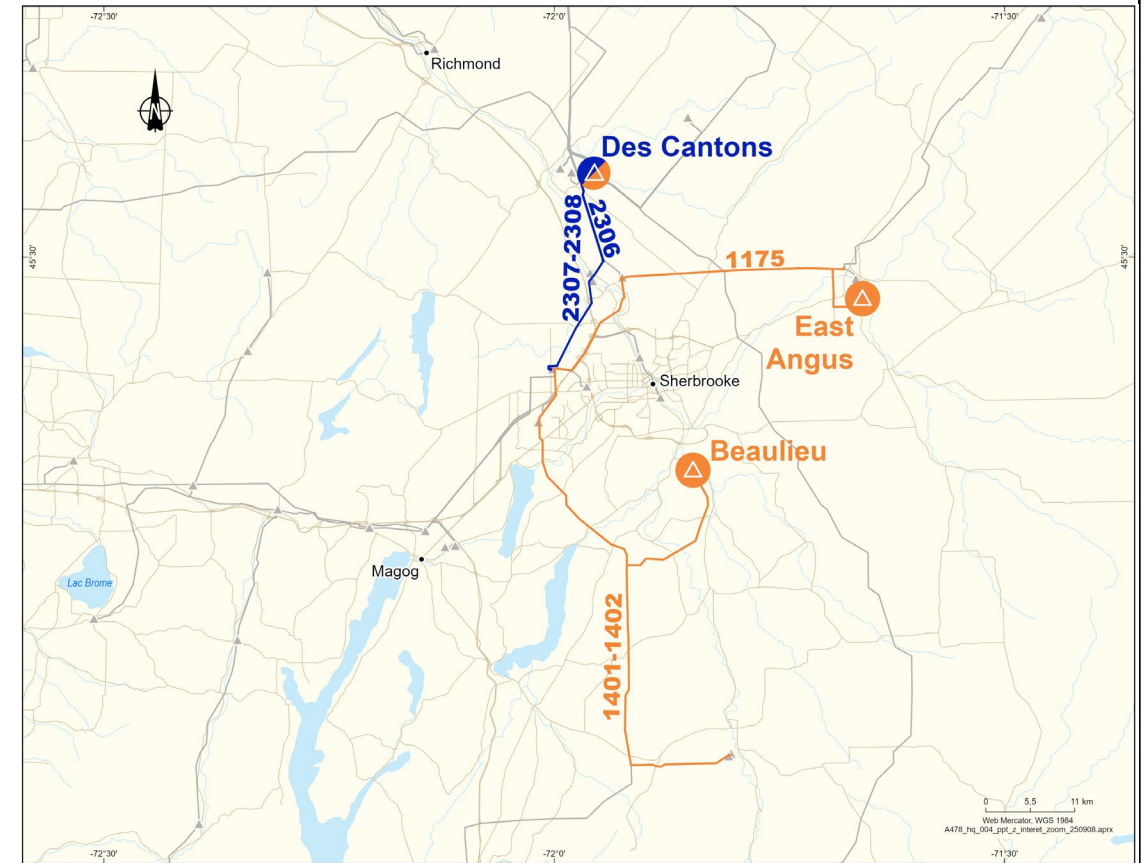 -72°30'
-72°0'
-71°30'
Richmond
N
Des Cantons
2307-2308
2306
45°30'
45°30'
1175
East
Angus
Sherbrooke
Beaulieu
Magog
Lac Brome
1401-1402
0 5,5 11 km
Web Mercator, WGS 1984
A478_hq_004_ppt_z_interet_zoom_250908.aprx
-72°30'
-72°0'
-71°30'